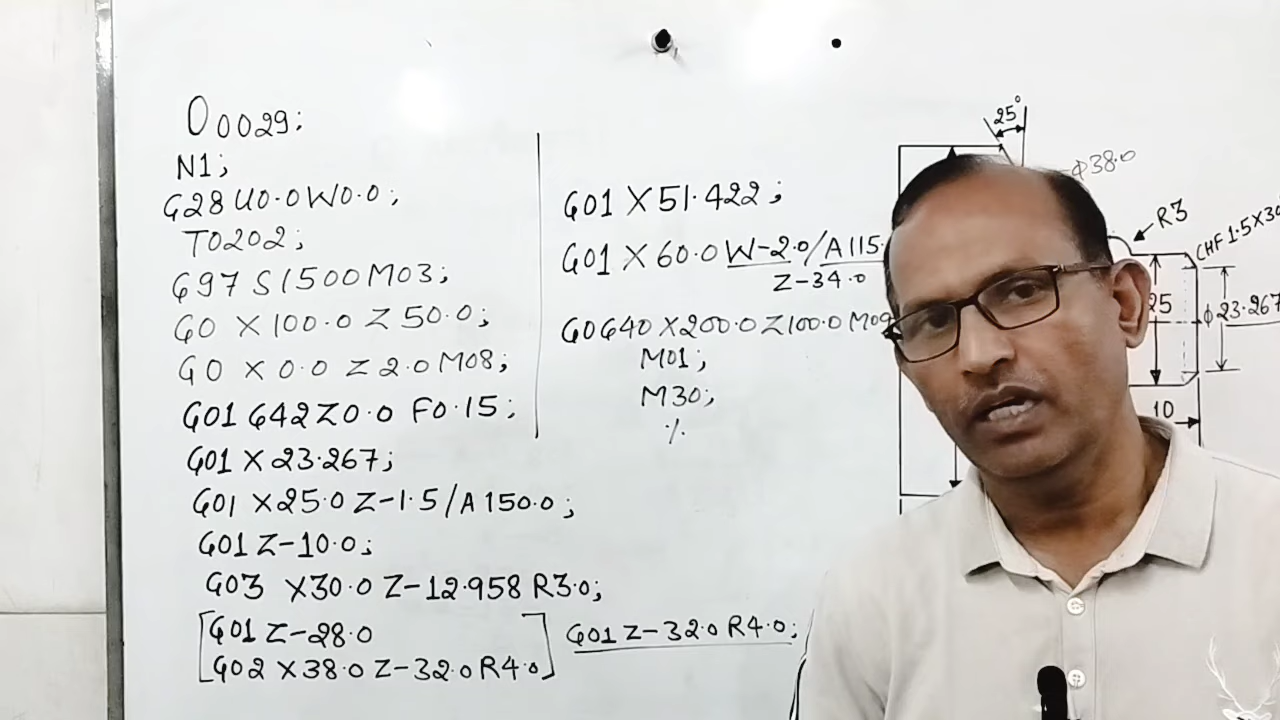 O0029;
N1;
G28 U0.0 W0.0;
T0202;
G97 S1500 M03;
G0 X100.0 Z50.0;
G0 X0.0 Z2.0 M08;
G01 G42 Z0.0 F0.15;
G01 X23.267;
G01 X25.0 Z-1.5/A150.0;
G01 Z-10.0;
G03 X30.0 Z-12.958 R3.0;
G01 Z-28.0
G02 X38.0 Z-32.0 R4.0
G01 Z-32.0 R4.0;
G01 X51.422;
G01 X60.0 W-2.0/A115.
Z-34.0
G0 G40 X200.0 Z100.0 M09
M01;
M30;
%
25°
φ38.0
R3
CHF 1.5X30
25
φ23.267
10